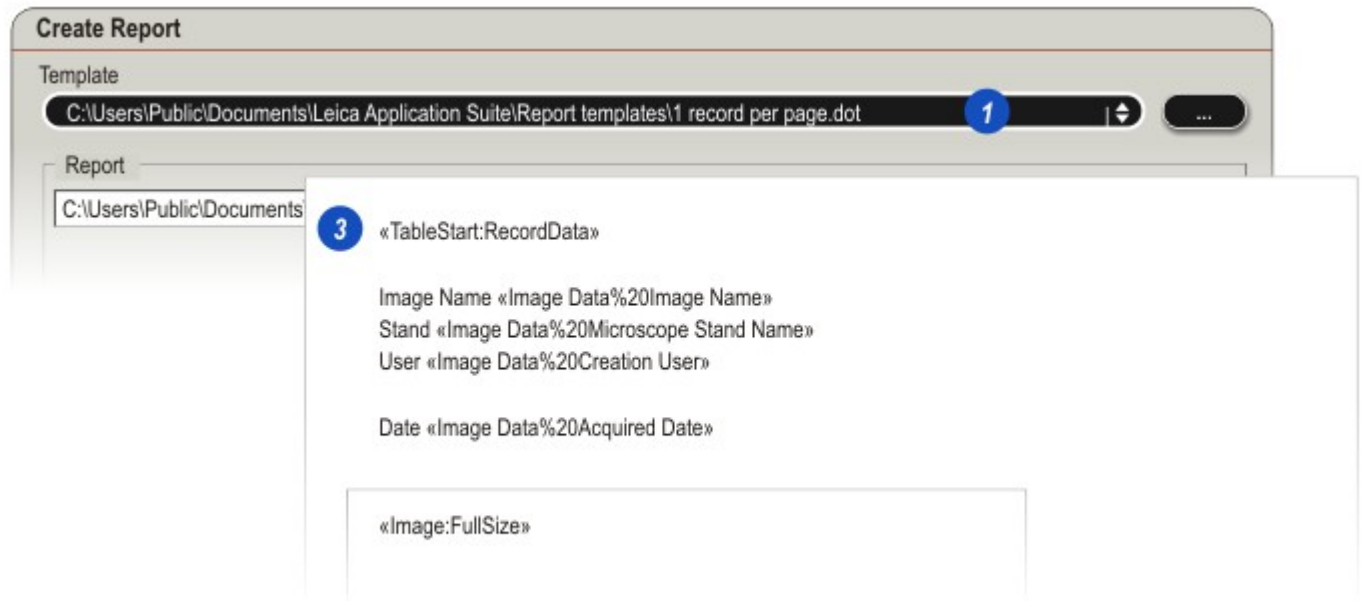 Create Report
Template
C:\Users\Public\Documents\Leica Application Suite\Report templates\1 record per page.dot
1
...
Report
C:\Users\Public\Documents\
3
«TableStart:RecordData»
Image Name «Image Data%20Image Name»
Stand «Image Data%20Microscope Stand Name»
User «Image Data%20Creation User»
Date «Image Data%20Acquired Date»
«Image:FullSize»